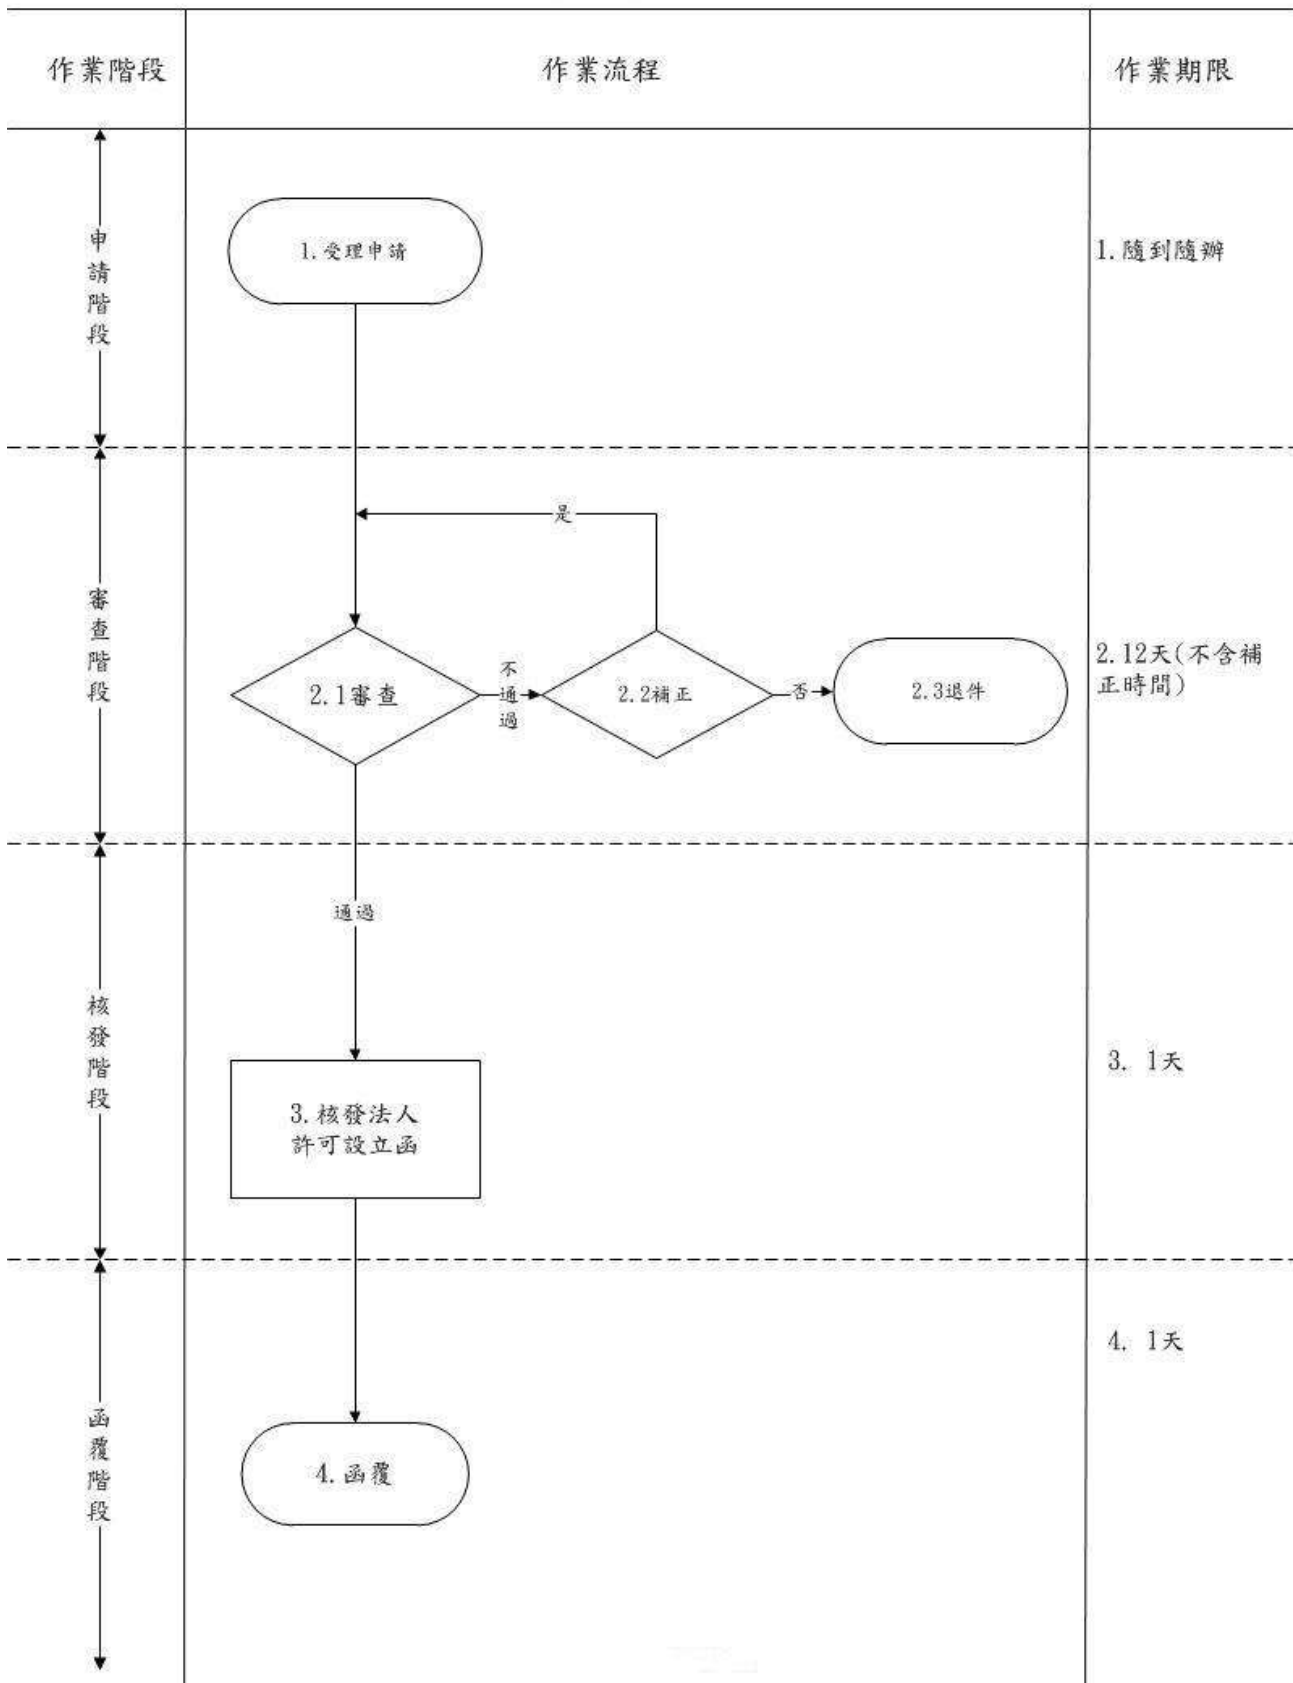 作業階段
作業流程
作業期限
申請階段
1.受理申請
1.隨到隨辦
審查階段
是
2.1審查
不通過
2.2補正
否
2.3退件
2.12天(不含補
正時間)
通過
核發階段
3.核發法人
許可設立函
3. 1天
函覆階段
4.函覆
4. 1天